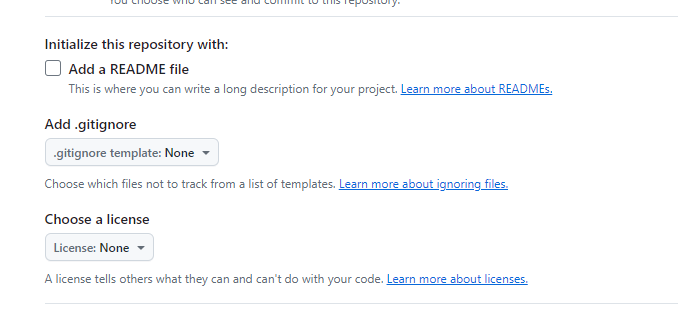 You choose who can see and commit to this repository.
Initialize this repository with:
Add a README file
This is where you can write a long description for your project. Learn more about READMEs.
Add .gitignore
.gitignore template: None
Choose which files not to track from a list of templates. Learn more about ignoring files.
Choose a license
License: None
A license tells others what they can and can't do with your code. Learn more about licenses.